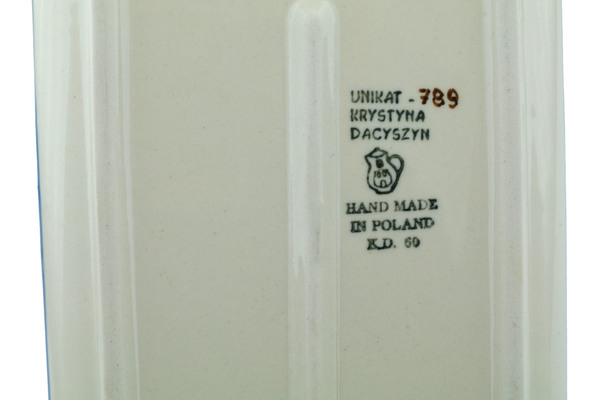 UNIKAT - 789
KRYSTYNA
DACYSZYN
HAND MADE
IN POLAND
K.D. 60